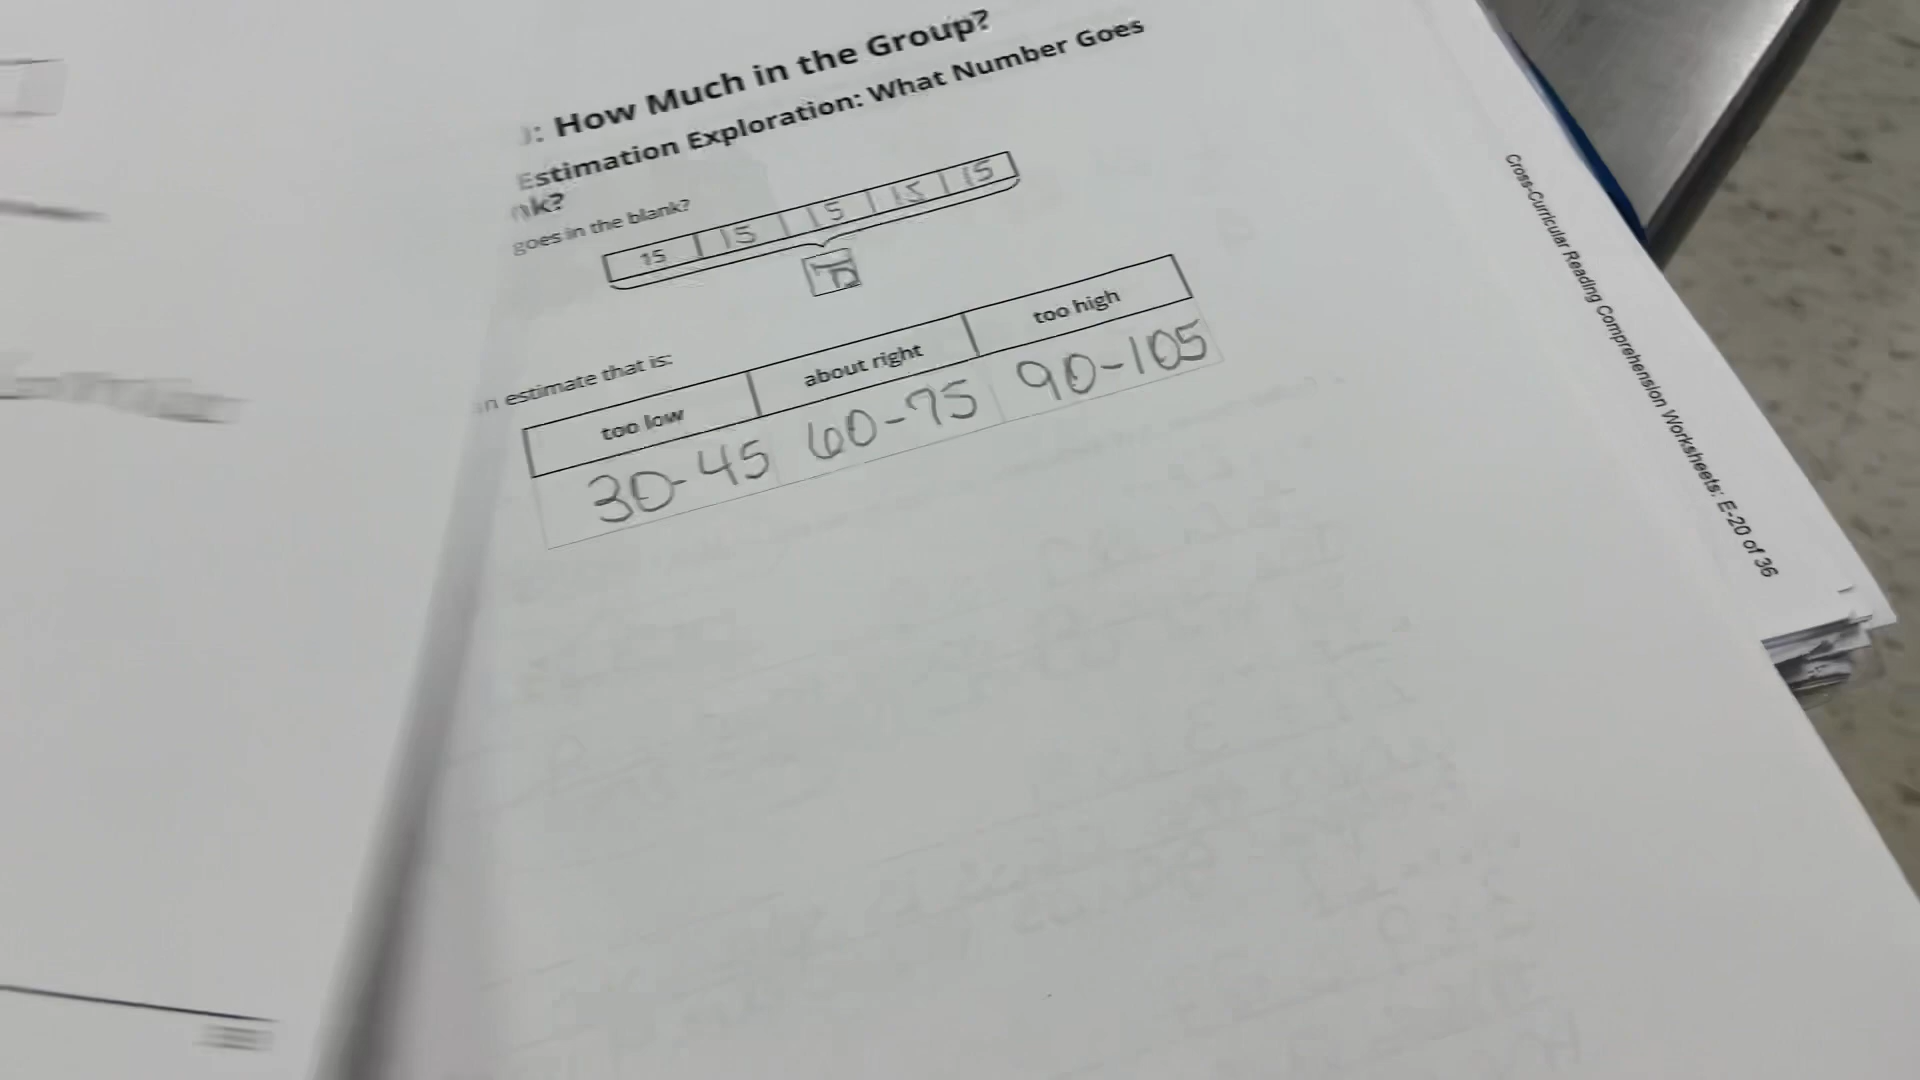 : How Much in the Group?
Estimation Exploration: What Number Goes
goes in the blank?
15 15 15 15 15
estimate that is:
too low about right too high
30-45 60-75 90-105
Cross-Curricular Reading Comprehension Worksheets: E-20 of 36